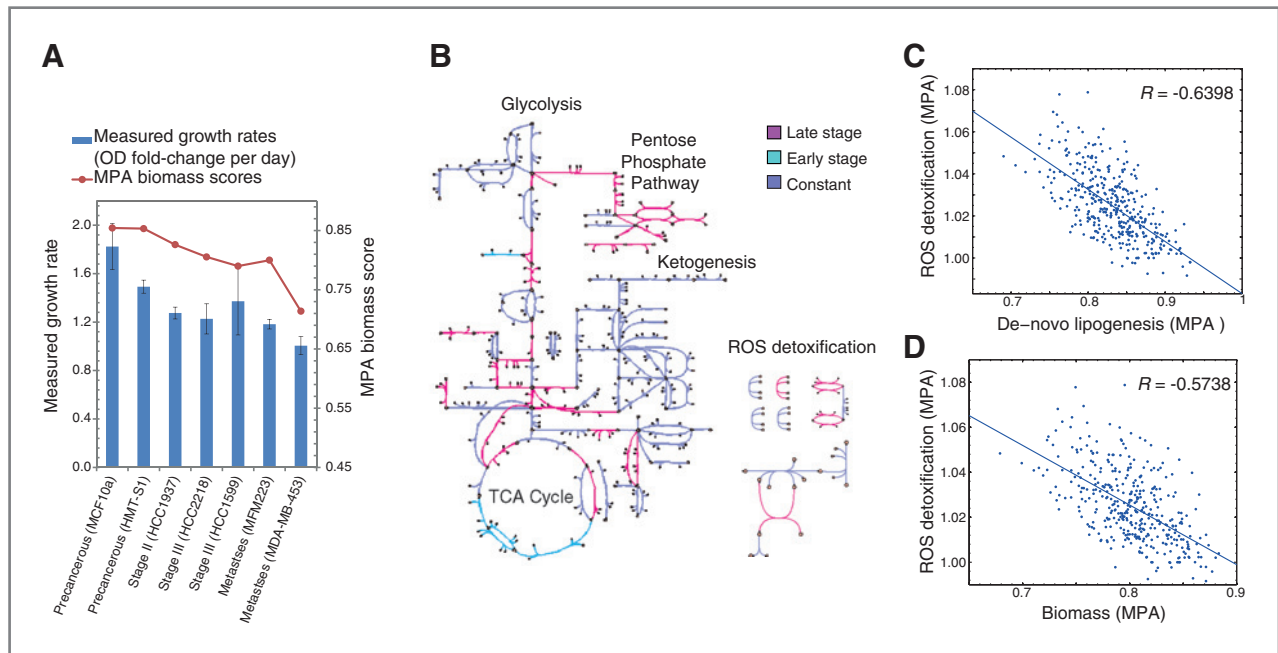 A
Measured growth rates
(OD fold-change per day)
MPA biomass scores
Measured growth rate
2.0
1.6
1.2
0.8
0.4
0.0
0.85
0.75
0.65
0.55
0.45
MPA biomass score
Precancerous (MCF10a)
Precancerous (HMT-S1)
Stage II (HCC1937)
Stage III (HCC2218)
Stage III (HCC1599)
Metastases (MFM223)
Metastses (MDA-MB-453)
B
Glycolysis
Pentose
Phosphate
Pathway
Late stage
Early stage
Constant
Ketogenesis
ROS detoxification
TCA Cycle
C
ROS detoxification (MPA)
1.08
1.06
1.04
1.02
1.00
R = -0.6398
0.7
0.8
0.9
1
De-novo lipogenesis (MPA )
D
ROS detoxification (MPA)
1.08
1.06
1.04
1.02
1.00
R = -0.5738
0.7
0.8
0.9
Biomass (MPA)